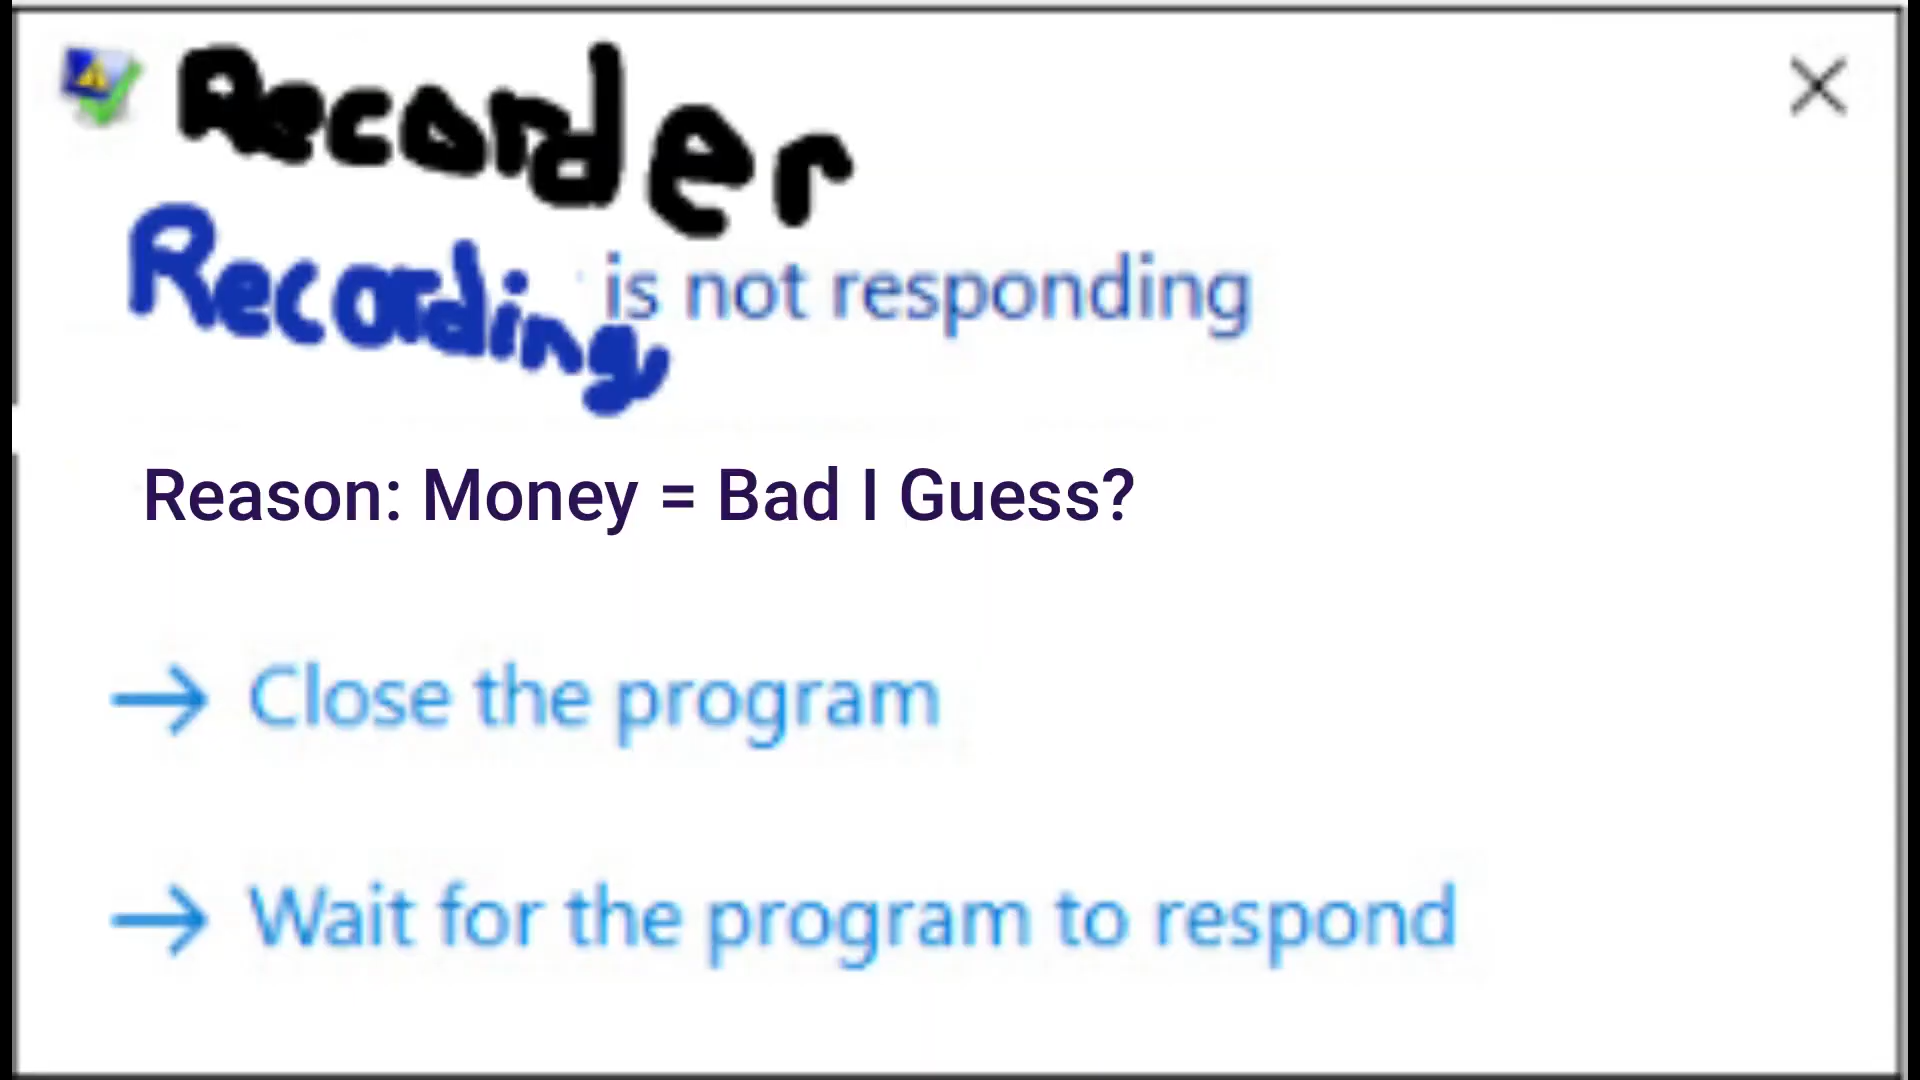 Recorder
Recording is not responding
Reason: Money = Bad I Guess?
Close the program
Wait for the program to respond